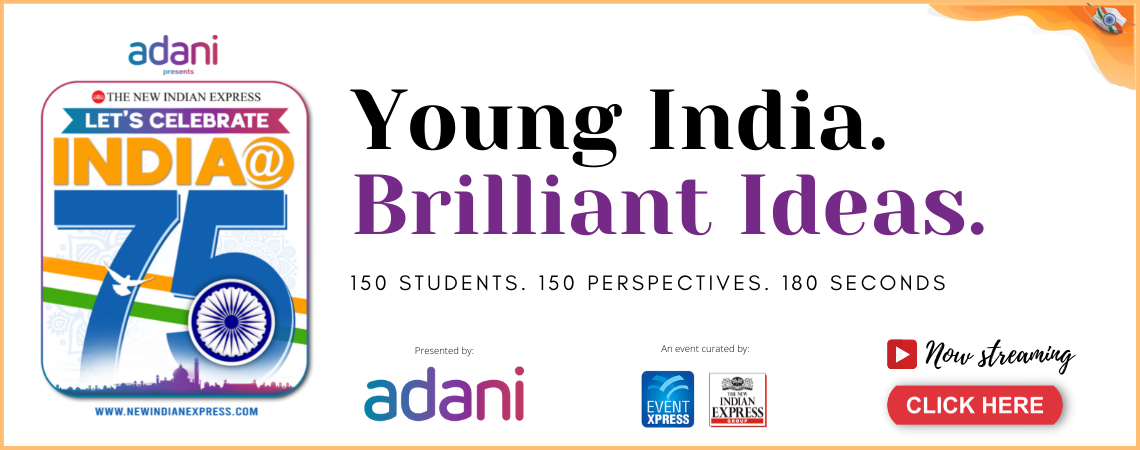 adani
presents
THE NEW INDIAN EXPRESS
LET'S CELEBRATE
INDIA@
75
WWW.NEWINDIANEXPRESS.COM
Young India.
Brilliant Ideas.
150 STUDENTS. 150 PERSPECTIVES. 180 SECONDS
Presented by:
adani
An event curated by:
EVENT
XPRESS
THE NEW
INDIAN
EXPRESS
GROUP
Now streaming
CLICK HERE